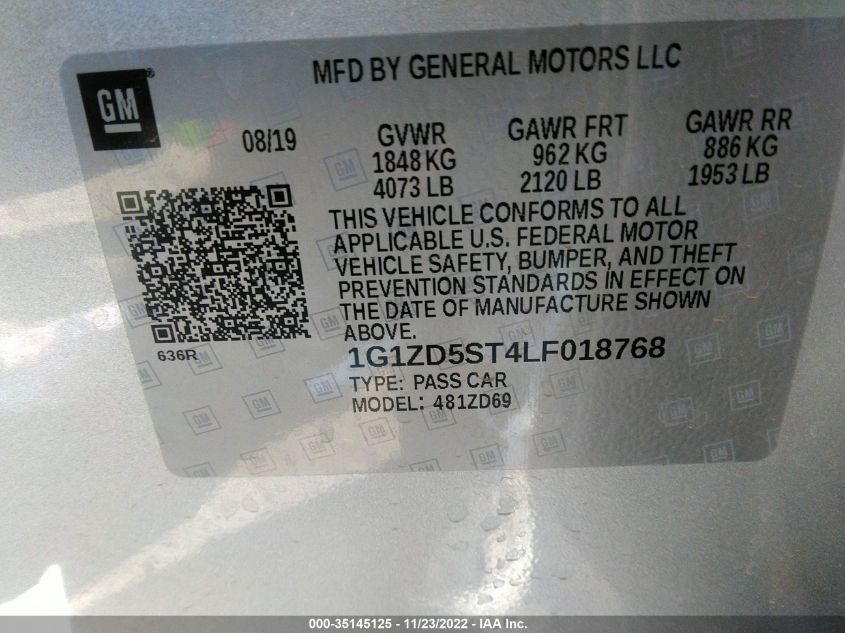 MFD BY GENERAL MOTORS LLC
GM®
08/19
GVWR
1848 KG
4073 LB
GAWR FRT
962 KG
2120 LB
GAWR RR
886 KG
1953 LB
THIS VEHICLE CONFORMS TO ALL
APPLICABLE U.S. FEDERAL MOTOR
VEHICLE SAFETY, BUMPER, AND THEFT
PREVENTION STANDARDS IN EFFECT ON
THE DATE OF MANUFACTURE SHOWN
ABOVE.
636R
1G1ZD5ST4LF018768
TYPE: PASS CAR
MODEL: 481ZD69
000-35145125 - 11/23/2022 - IAA Inc.